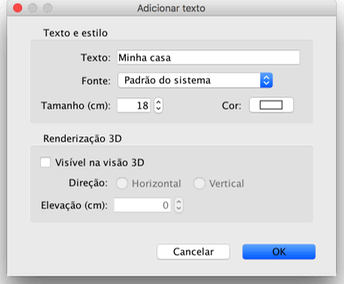 Adicionar texto
Texto e estilo
Texto: Minha casa
Fonte: Padrão do sistema
Tamanho (cm): 18 Cor:
Renderização 3D
Visível na visão 3D
Direção: Horizontal Vertical
Elevação (cm): 0
Cancelar OK